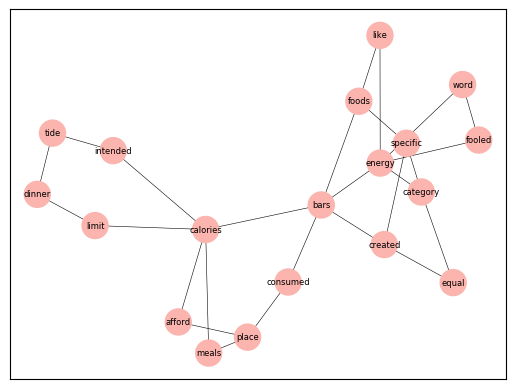 like
word
foods
tide
fooled
specific
intended
energy
category
dinner
bars
limit
calories
created
consumed
equal
afford
place
meals